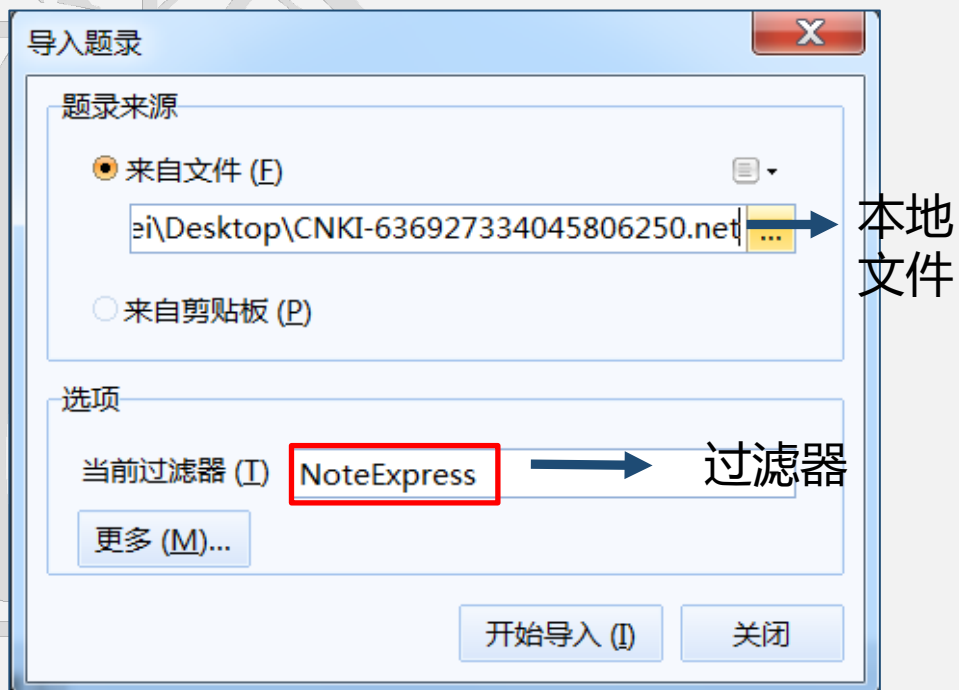 导入题录
题录来源
来自文件 (F)
ei\Desktop\CNKI-636927334045806250.net
...
本地
文件
来自剪贴板 (P)
选项
当前过滤器 (T)
NoteExpress
过滤器
更多 (M)...
开始导入 (I)
关闭